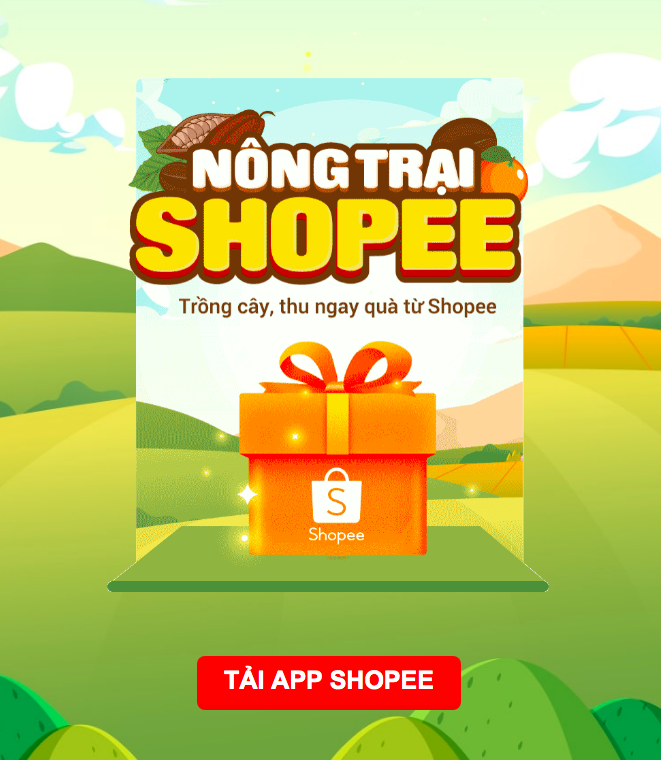 NÔNG TRẠI
SHOPEE
Trồng cây, thu ngay quà từ Shopee
S
Shopee
TẢI APP SHOPEE